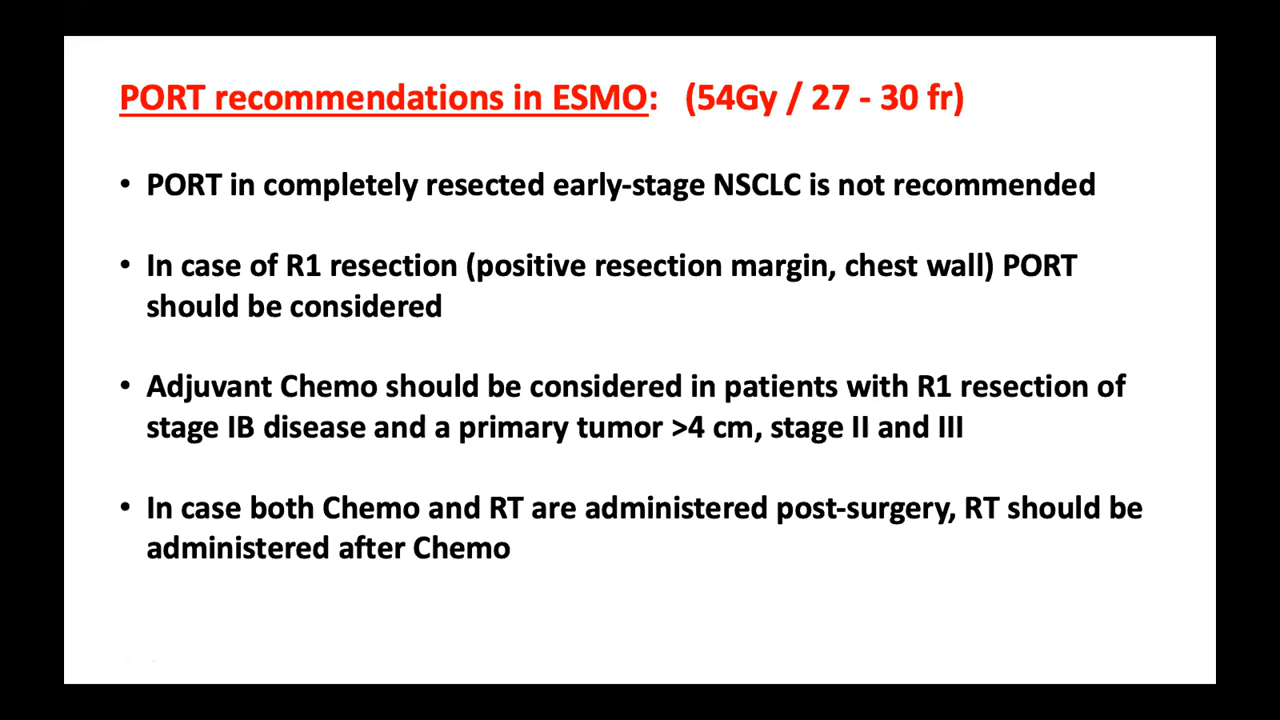 PORT recommendations in ESMO: (54Gy / 27 - 30 fr)
• PORT in completely resected early-stage NSCLC is not recommended
• In case of R1 resection (positive resection margin, chest wall) PORT
should be considered
• Adjuvant Chemo should be considered in patients with R1 resection of
stage IB disease and a primary tumor >4 cm, stage II and III
• In case both Chemo and RT are administered post-surgery, RT should be
administered after Chemo